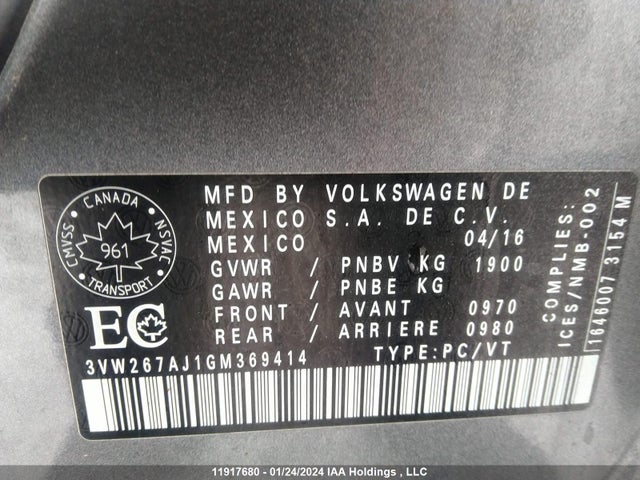 CANADA
CMVSS NSVAC
961
TRANSPORT
EC
MFD BY VOLKSWAGEN DE
MEXICO S.A. DE C.V.
MEXICO 04/16
GVWR / PNBV KG 1900
GAWR / PNBE KG
FRONT / AVANT 0970
REAR / ARRIERE 0980
3VW267AJ1GM369414 TYPE:PC/VT
COMPLIES:
ICES/NMB-002
1646007 3154 M
11917680 - 01/24/2024 IAA Holdings , LLC